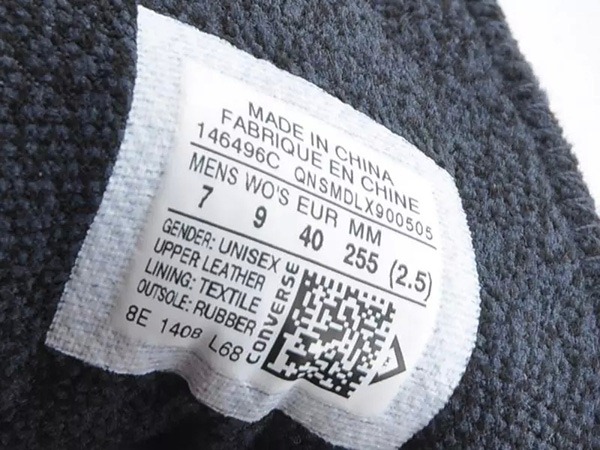 MADE IN CHINA
FABRIQUE EN CHINE
146496C QNSMDLX900505
MENS WO'S EUR MM
7 9 40 255 (2.5)
GENDER: UNISEX
UPPER LEATHER
LINING: TEXTILE
OUTSOLE: RUBBER
8E 140B L68
CONVERSE